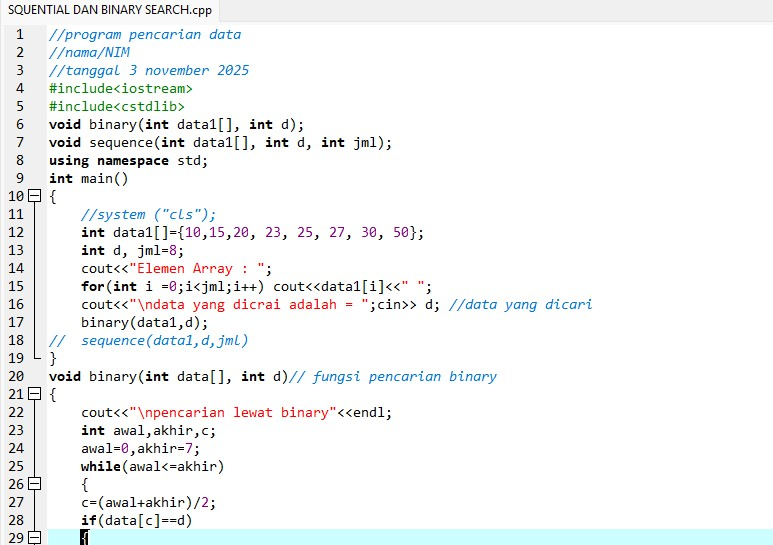 SQUENTIAL DAN BINARY SEARCH.cpp
1 //program pencarian data
2 //nama/NIM
3 //tanggal 3 november 2025
4 #include<iostream>
5 #include<cstdlib>
6 void binary(int data1[], int d);
7 void sequence(int data1[], int d, int jml);
8 using namespace std;
9 int main()
10 {
11 //system ("cls");
12 int data1[]={10,15,20, 23, 25, 27, 30, 50};
13 int d, jml=8;
14 cout<<"Elemen Array : ";
15 for(int i =0;i<jml;i++) cout<<data1[i]<<" ";
16 cout<<"\ndata yang dicrai adalah = ";cin>> d; //data yang dicari
17 binary(data1,d);
18 // sequence(data1,d,jml)
19 }
20 void binary(int data[], int d)// fungsi pencarian binary
21 {
22 cout<<"\npencarian lewat binary"<<endl;
23 int awal,akhir,c;
24 awal=0,akhir=7;
25 while(awal<=akhir)
26 {
27 c=(awal+akhir)/2;
28 if(data[c]==d)
29 {